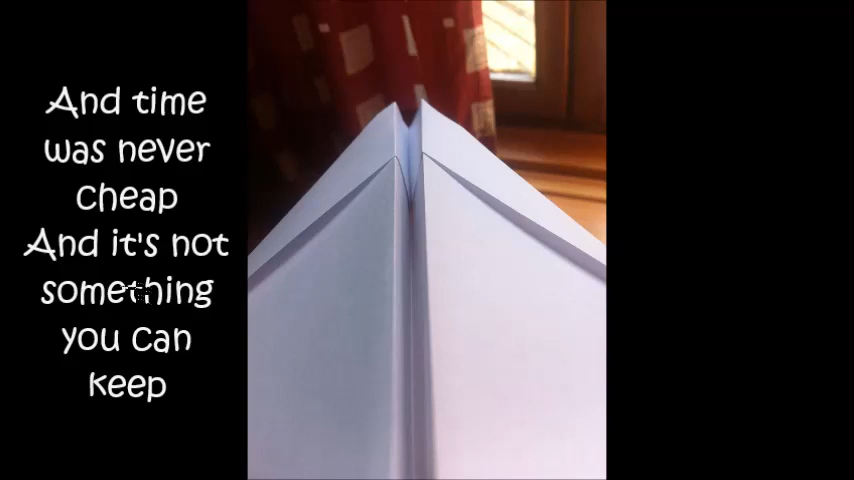 And time
was never
cheap
And it's not
something
you can
keep